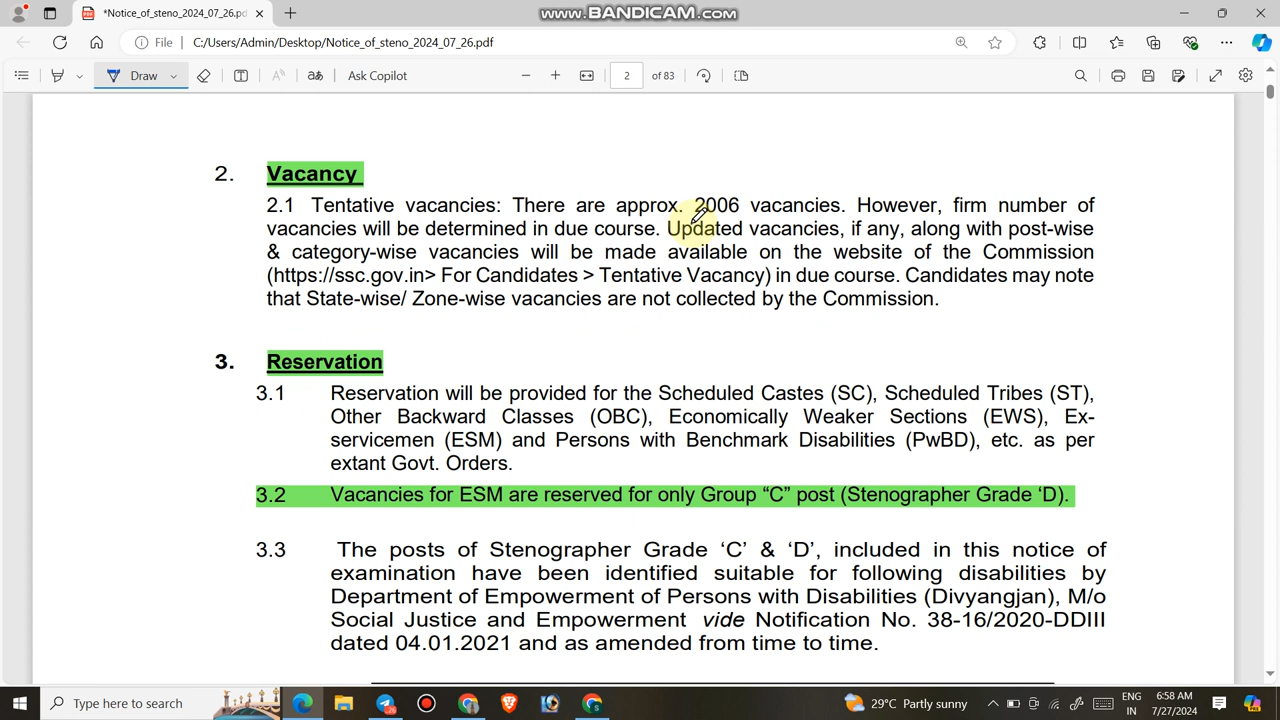 www.BANDICAM.com
*Notice_of_steno_2024_07_26.pd
File
C:/Users/Admin/Desktop/Notice_of_steno_2024_07_26.pdf
Draw
aあ
Ask Copilot
2 of 83
2. Vacancy
2.1 Tentative vacancies: There are approx. 2006 vacancies. However, firm number of
vacancies will be determined in due course. Updated vacancies, if any, along with post-wise
& category-wise vacancies will be made available on the website of the Commission
(https://ssc.gov.in> For Candidates > Tentative Vacancy) in due course. Candidates may note
that State-wise/ Zone-wise vacancies are not collected by the Commission.
3. Reservation
3.1 Reservation will be provided for the Scheduled Castes (SC), Scheduled Tribes (ST),
Other Backward Classes (OBC), Economically Weaker Sections (EWS), Ex-
servicemen (ESM) and Persons with Benchmark Disabilities (PwBD), etc. as per
extant Govt. Orders.
3.2 Vacancies for ESM are reserved for only Group “C” post (Stenographer Grade ‘D).
3.3 The posts of Stenographer Grade ‘C’ & ‘D’, included in this notice of
examination have been identified suitable for following disabilities by
Department of Empowerment of Persons with Disabilities (Divyangjan), M/o
Social Justice and Empowerment vide Notification No. 38-16/2020-DDIII
dated 04.01.2021 and as amended from time to time.
Type here to search
29°C Partly sunny
ENG
IN
6:58 AM
7/27/2024